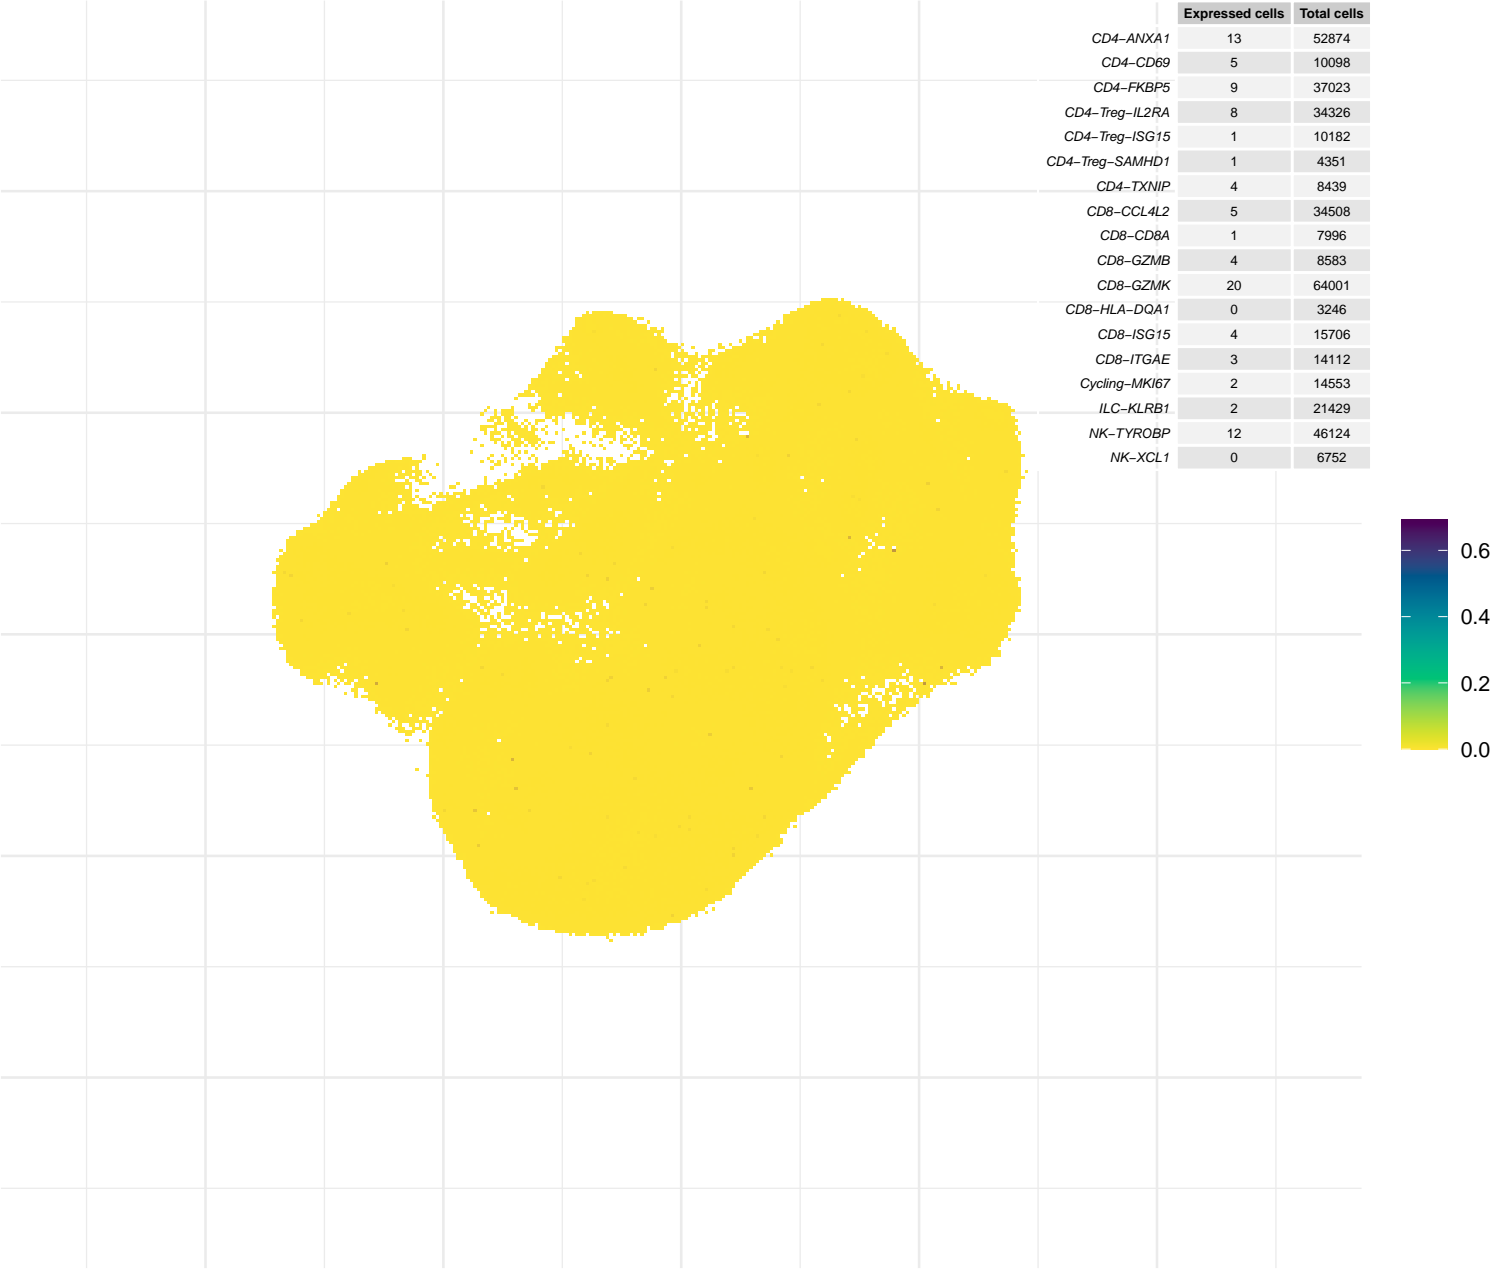 Expressed cells Total cells
CD4−ANXA1 13 52874
CD4−CD69 5 10098
CD4−FKBP5 9 37023
CD4−Treg−IL2RA 8 34326
CD4−Treg−ISG15 1 10182
CD4−Treg−SAMHD1 1 4351
CD4−TXNIP 4 8439
CD8−CCL4L2 5 34508
CD8−CD8A 1 7996
CD8−GZMB 4 8583
CD8−GZMK 20 64001
CD8−HLA−DQA1 0 3246
CD8−ISG15 4 15706
CD8−ITGAE 3 14112
Cycling−MKI67 2 14553
ILC−KLRB1 2 21429
NK−TYROBP 12 46124
NK−XCL1 0 6752
0.6
0.4
0.2
0.0